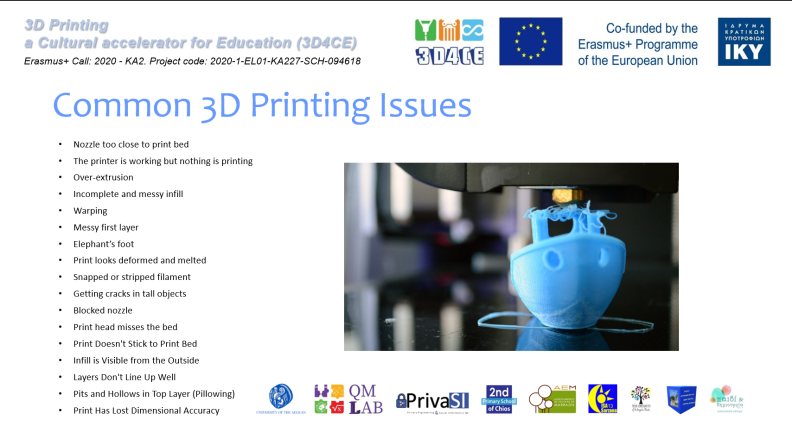 3D Printing
a Cultural accelerator for Education (3D4CE)
Erasmus+ Call: 2020 - KA2. Project code: 2020-1-EL01-KA227-SCH-094618
3D4CE
Co-funded by the
Erasmus+ Programme
of the European Union
ΙΔΡΥΜΑ
ΚΡΑΤΙΚΩΝ
ΥΠΟΤΡΟΦΙΩΝ
IKY
Common 3D Printing Issues
• Nozzle too close to print bed
• The printer is working but nothing is printing
• Over-extrusion
• Incomplete and messy infill
• Warping
• Messy first layer
• Elephant's foot
• Print looks deformed and melted
• Snapped or stripped filament
• Getting cracks in tall objects
• Blocked nozzle
• Print head misses the bed
• Print Doesn't Stick to Print Bed
• Infill is Visible from the Outside
• Layers Don't Line Up Well
• Pits and Hollows in Top Layer (Pillowing)
• Print Has Lost Dimensional Accuracy
UNIVERSITY OF THE AEGEAN
QM
LAB
PrivaSI
2nd
Primary School
of Chios
AEM